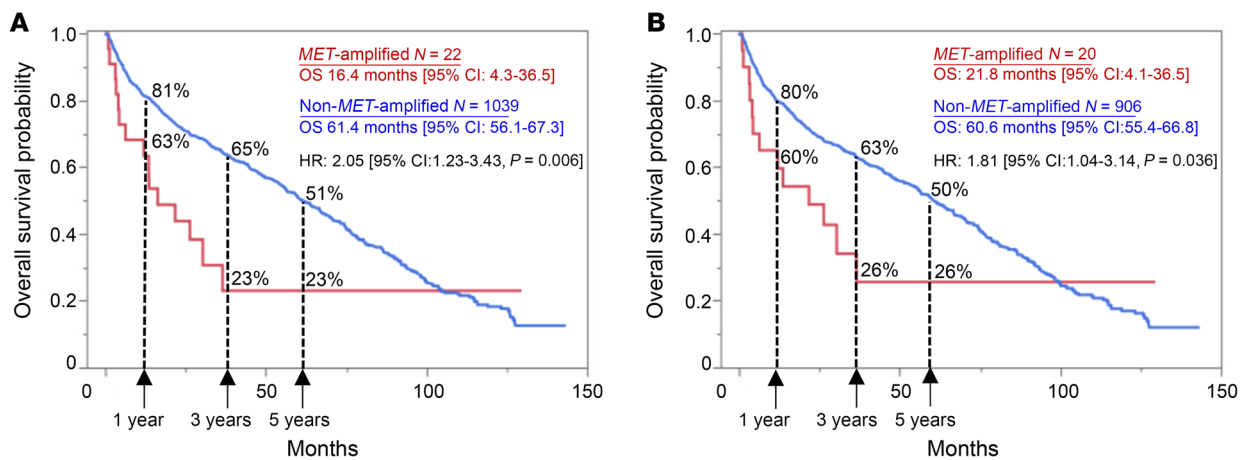 A
Overall survival probability
1.0
0.8
0.6
0.4
0.2
0
MET-amplified N = 22
OS 16.4 months [95% CI: 4.3-36.5]
Non-MET-amplified N = 1039
OS 61.4 months [95% CI: 56.1-67.3]
HR: 2.05 [95% CI:1.23-3.43, P = 0.006]
81%
63%
65%
51%
23%
23%
0
50
100
150
1 year
3 years
5 years
Months
B
Overall survival probability
1.0
0.8
0.6
0.4
0.2
0
MET-amplified N = 20
OS: 21.8 months [95% CI:4.1-36.5]
Non-MET-amplified N = 906
OS: 60.6 months [95% CI:55.4-66.8]
HR: 1.81 [95% CI:1.04-3.14, P = 0.036]
80%
60%
63%
50%
26%
26%
0
50
100
150
1 year
3 years
5 years
Months